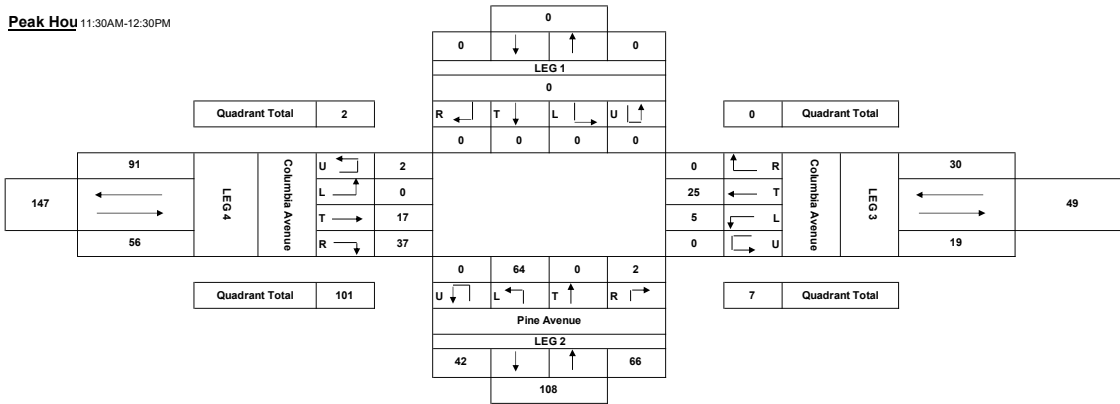 Peak Hou 11:30AM-12:30PM
0
0 0
LEG 1
0
Quadrant Total 2
R T L U
0 Quadrant Total
0 0 0 0
91
147
56
LEG 4
Columbia Avenue
U 2
L 0
T 17
R 37
0 R
25 T
5 L
0 U
Columbia Avenue
LEG 3
30
49
19
0 64 0 2
Quadrant Total 101
U L T R
7 Quadrant Total
Pine Avenue
LEG 2
42 66
108